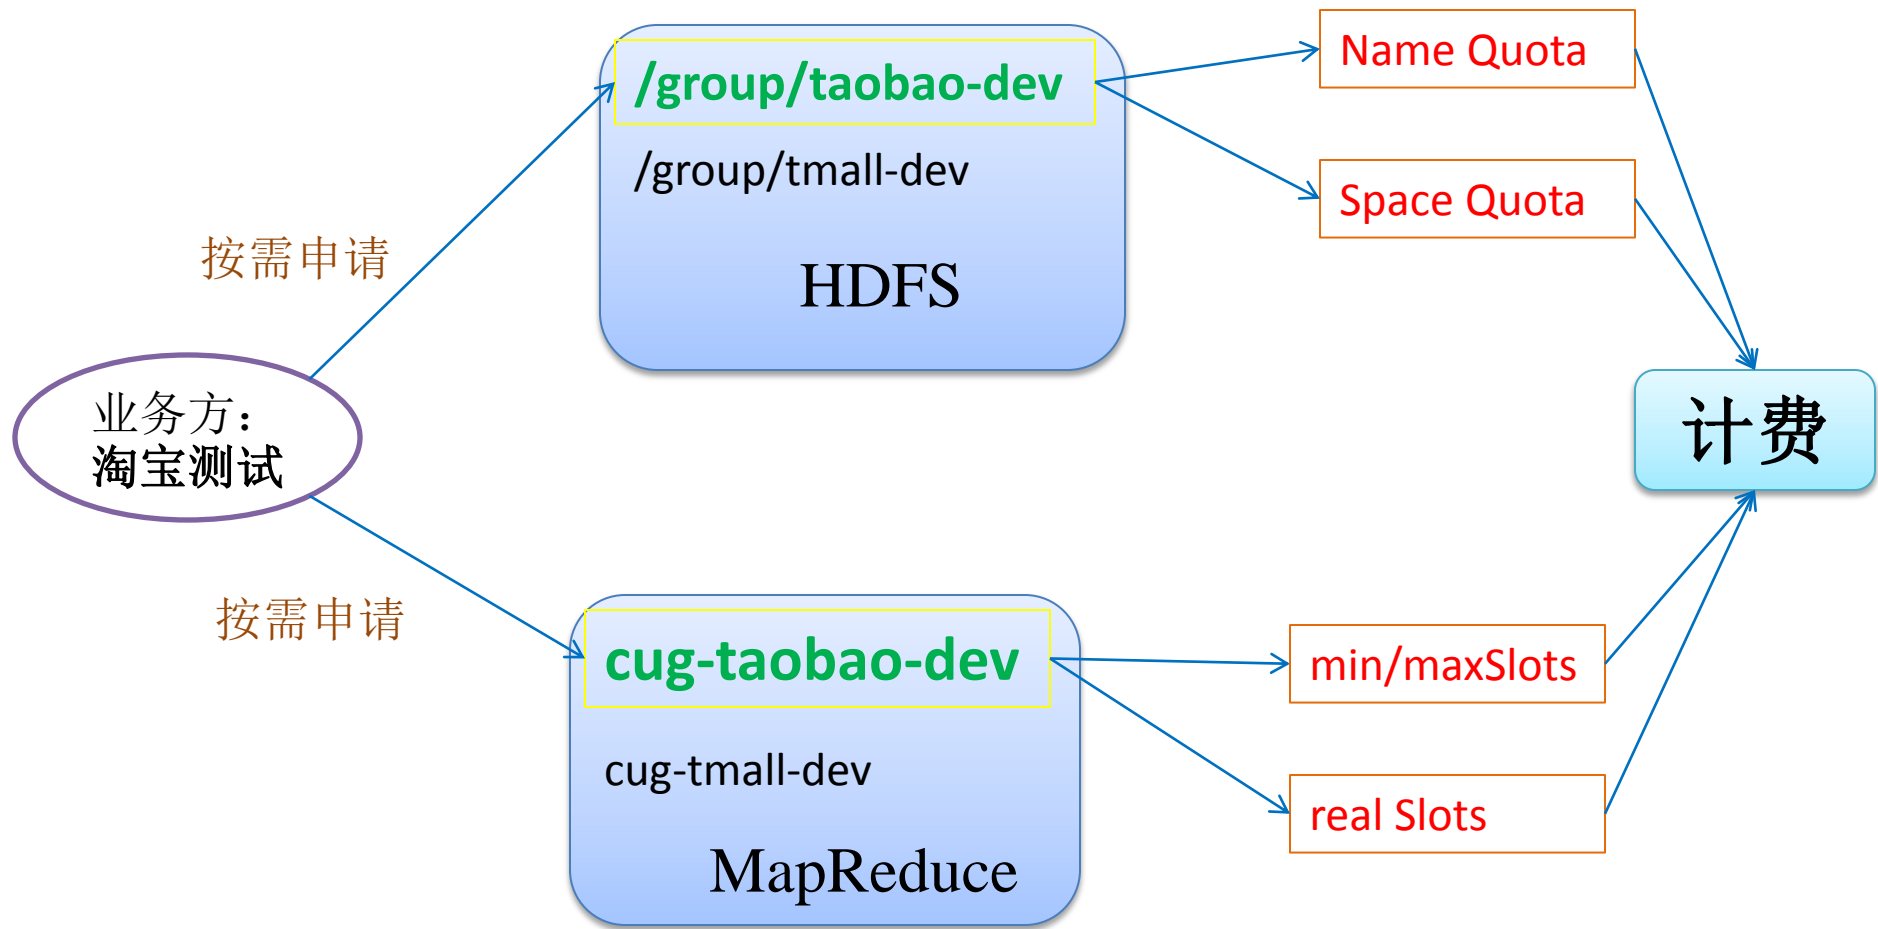 /group/taobao-dev
/group/tmall-dev
HDFS
Name Quota
Space Quota
按需申请
业务方：
淘宝测试
计费
按需申请
cug-taobao-dev
cug-tmall-dev
MapReduce
min/maxSlots
real Slots